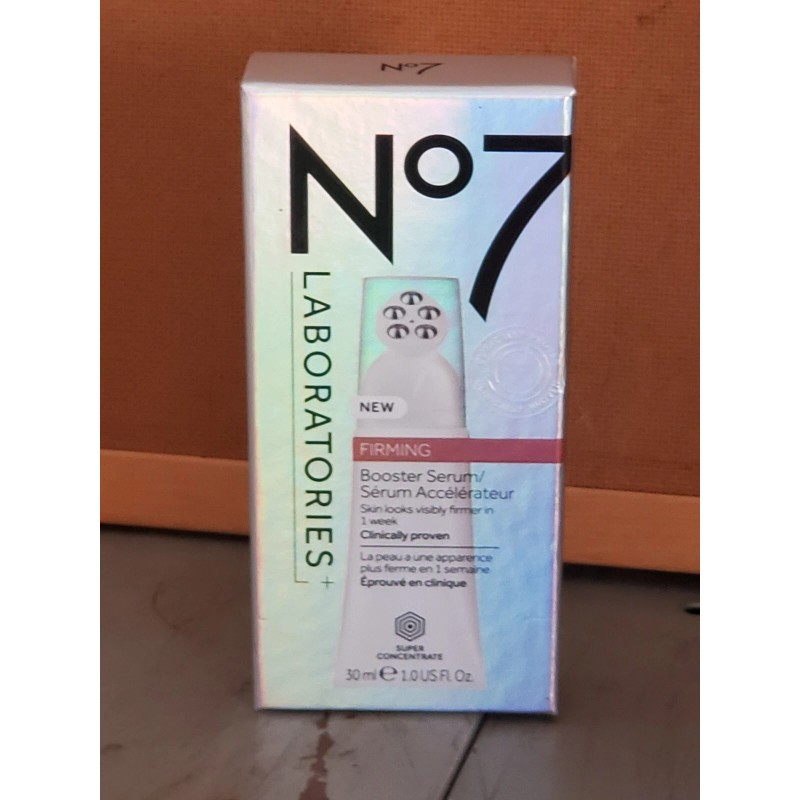 Nº7
Nº7
LABORATORIES+
NEW
FIRMING
Booster Serum/
Sérum Accélérateur
Skin looks visibly firmer in
1 week
Clinically proven
La peau a une apparence
plus ferme en 1 semaine
Éprouvé en clinique
SUPER
CONCENTRATE
30 ml ℮ 1.0 US Fl. Oz.